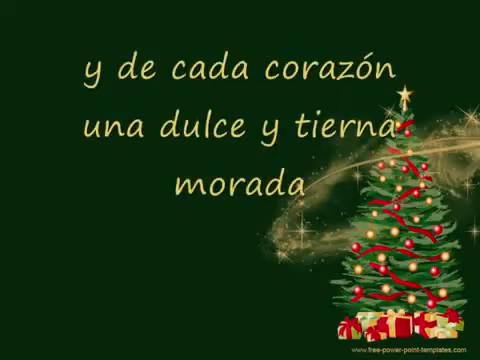 y de cada corazón
una dulce y tierna
morada
www.free-power-point-templates.com